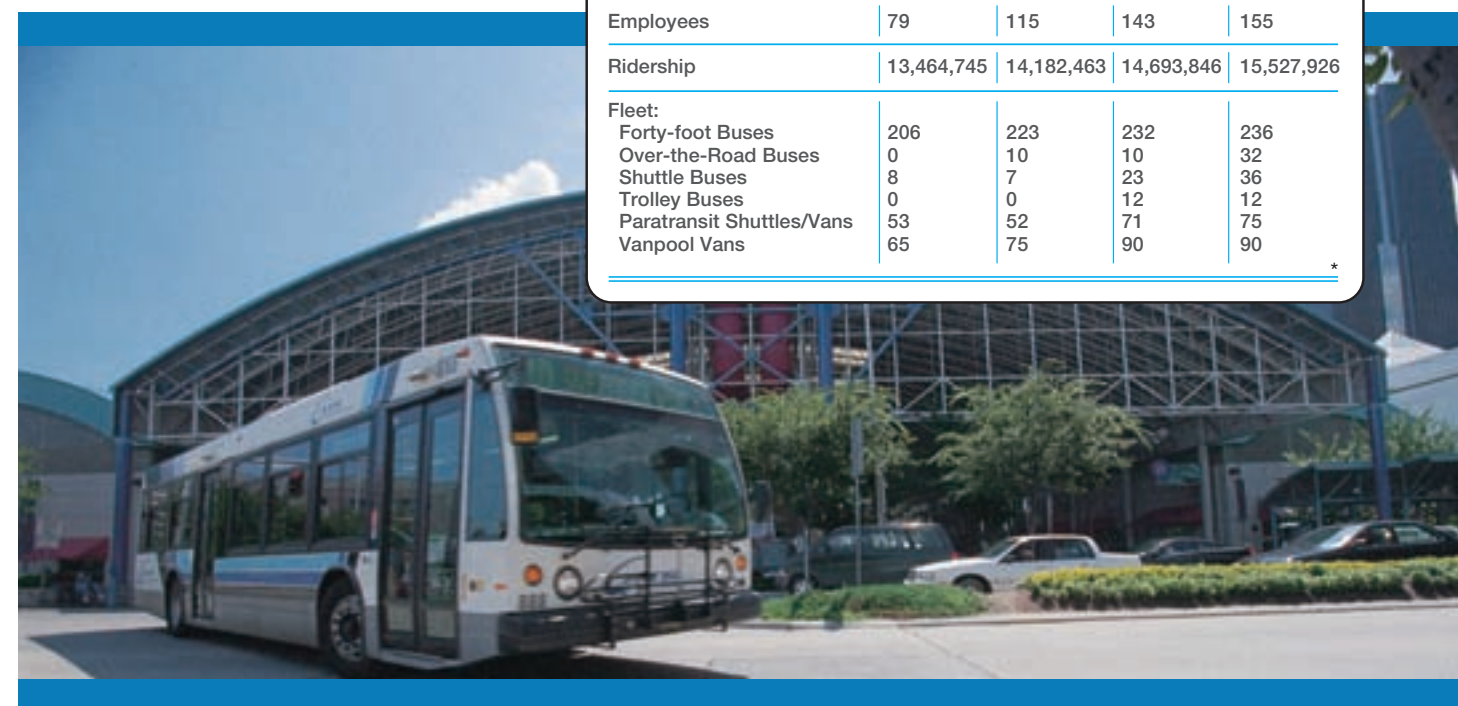 Employees 79 115 143 155
Ridership 13,464,745 14,182,463 14,693,846 15,527,926
Fleet:
Forty-foot Buses 206 223 232 236
Over-the-Road Buses 0 10 10 32
Shuttle Buses 8 7 23 36
Trolley Buses 0 0 12 12
Paratransit Shuttles/Vans 53 52 71 75
Vanpool Vans 65 75 90 90
*